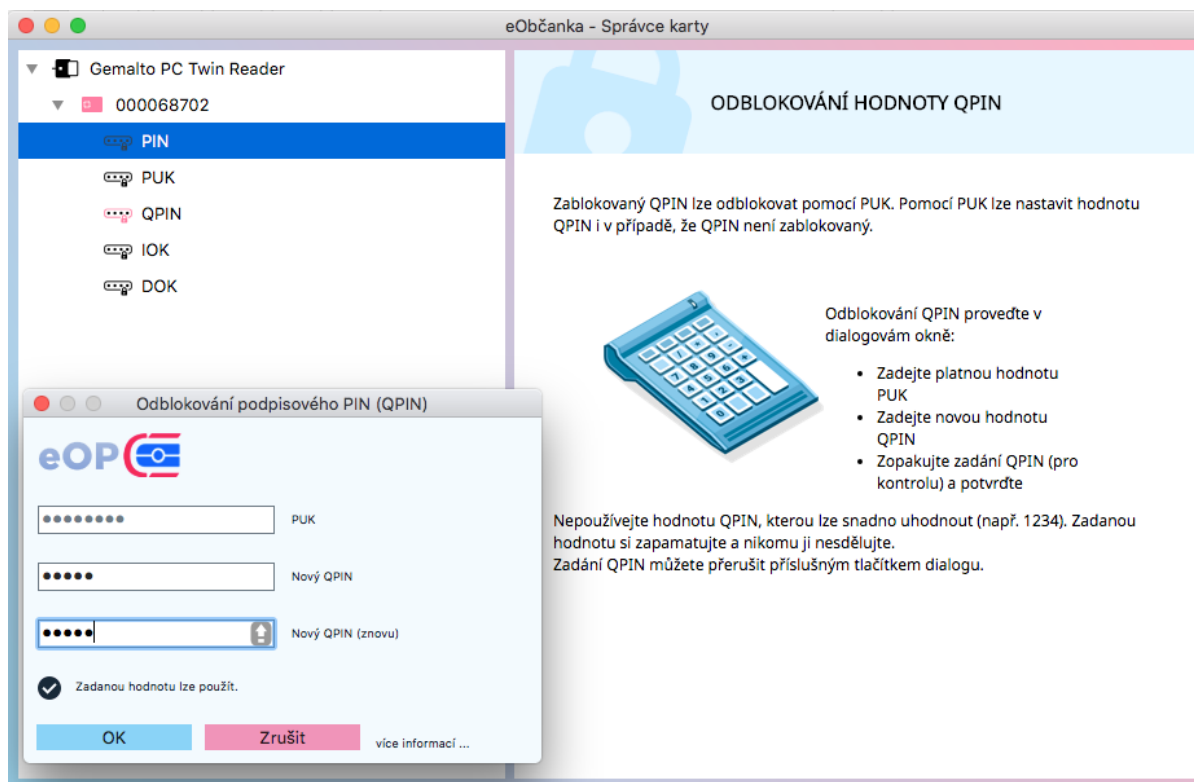 eObčanka - Správce karty
Gemalto PC Twin Reader
000068702
PIN
PUK
QPIN
IOK
DOK
ODBLOKOVÁNÍ HODNOTY QPIN
Zablokovaný QPIN lze odblokovat pomocí PUK. Pomocí PUK lze nastavit hodnotu
QPIN i v případě, že QPIN není zablokovaný.
Odblokování QPIN proveďte v
dialogovám okně:
• Zadejte platnou hodnotu
PUK
• Zadejte novou hodnotu
QPIN
• Zopakujte zadání QPIN (pro
kontrolu) a potvrďte
Nepoužívejte hodnotu QPIN, kterou lze snadno uhodnout (např. 1234). Zadanou
hodnotu si zapamatujte a nikomu ji nesdělujte.
Zadání QPIN můžete přerušit příslušným tlačítkem dialogu.
Odblokování podpisového PIN (QPIN)
eOP
PUK
Nový QPIN
Nový QPIN (znovu)
Zadanou hodnotu lze použít.
OK
Zrušit
více informací ...